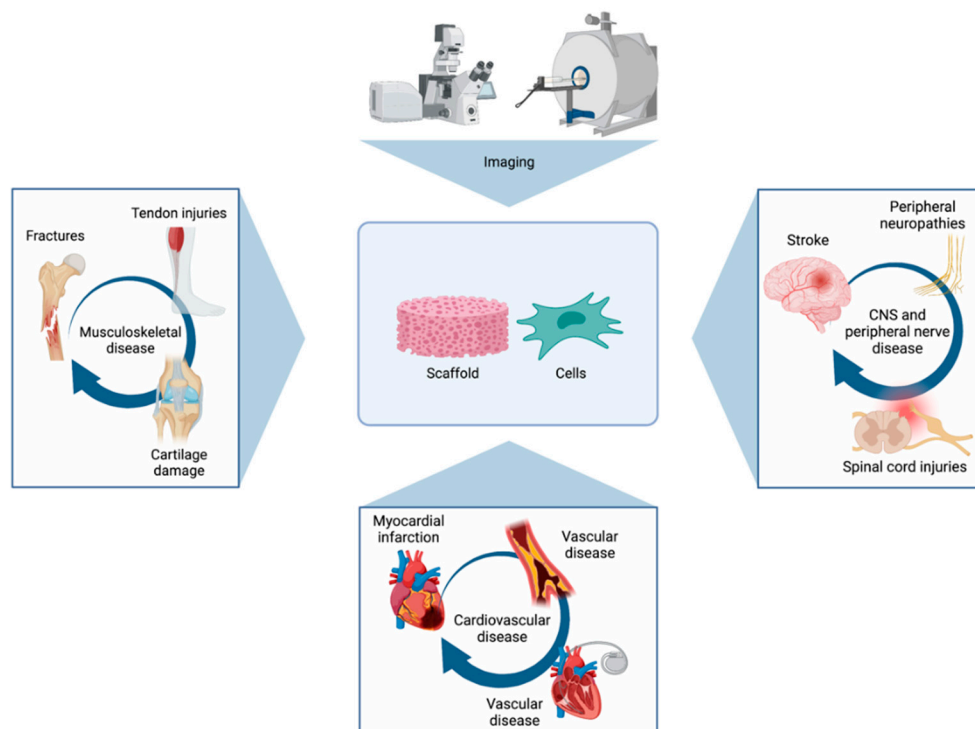 Imaging
Tendon injuries
Fractures
Musculoskeletal
disease
Cartilage
damage
Scaffold
Cells
Peripheral
neuropathies
Stroke
CNS and
peripheral nerve
disease
Spinal cord injuries
Myocardial
infarction
Vascular
disease
Cardiovascular
disease
Vascular
disease